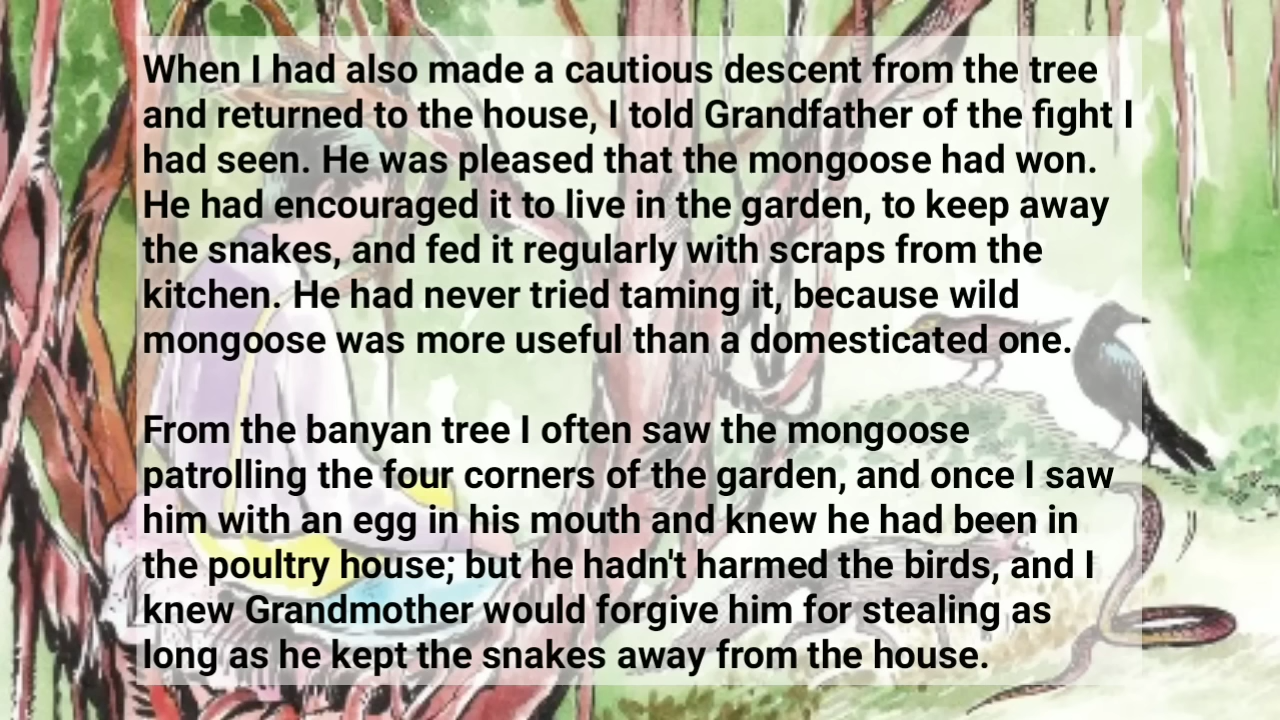 When I had also made a cautious descent from the tree
and returned to the house, I told Grandfather of the fight I
had seen. He was pleased that the mongoose had won.
He had encouraged it to live in the garden, to keep away
the snakes, and fed it regularly with scraps from the
kitchen. He had never tried taming it, because wild
mongoose was more useful than a domesticated one.
From the banyan tree I often saw the mongoose
patrolling the four corners of the garden, and once I saw
him with an egg in his mouth and knew he had been in
the poultry house; but he hadn't harmed the birds, and I
knew Grandmother would forgive him for stealing as
long as he kept the snakes away from the house.